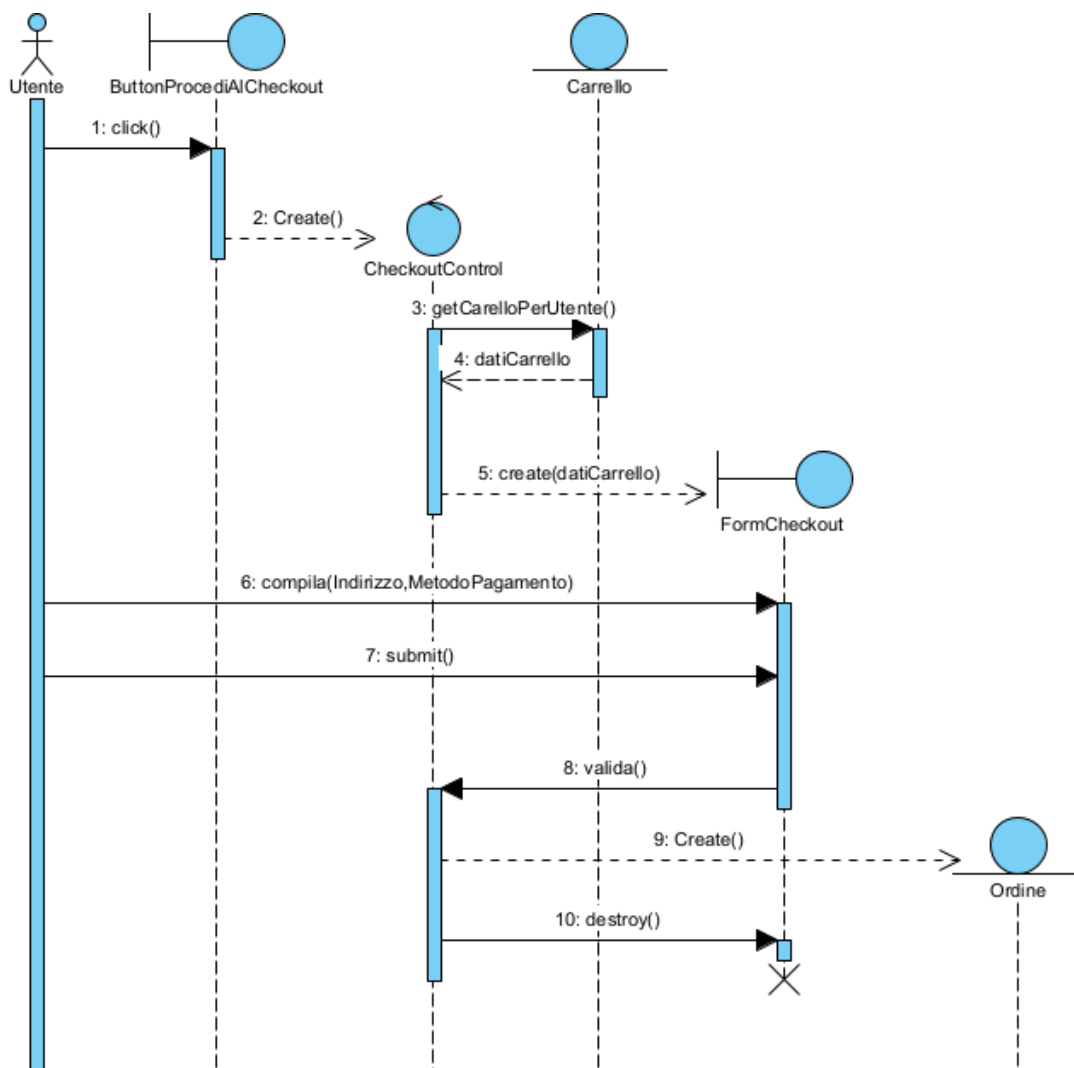 Utente
ButtonProcediAlCheckout
Carrello
1: click()
2: Create()
CheckoutControl
3: getCarelloPerUtente()
4: datiCarrello
5: create(datiCarrello)
FormCheckout
6: compila(Indirizzo,MetodoPagamento)
7: submit()
8: valida()
9: Create()
Ordine
10: destroy()